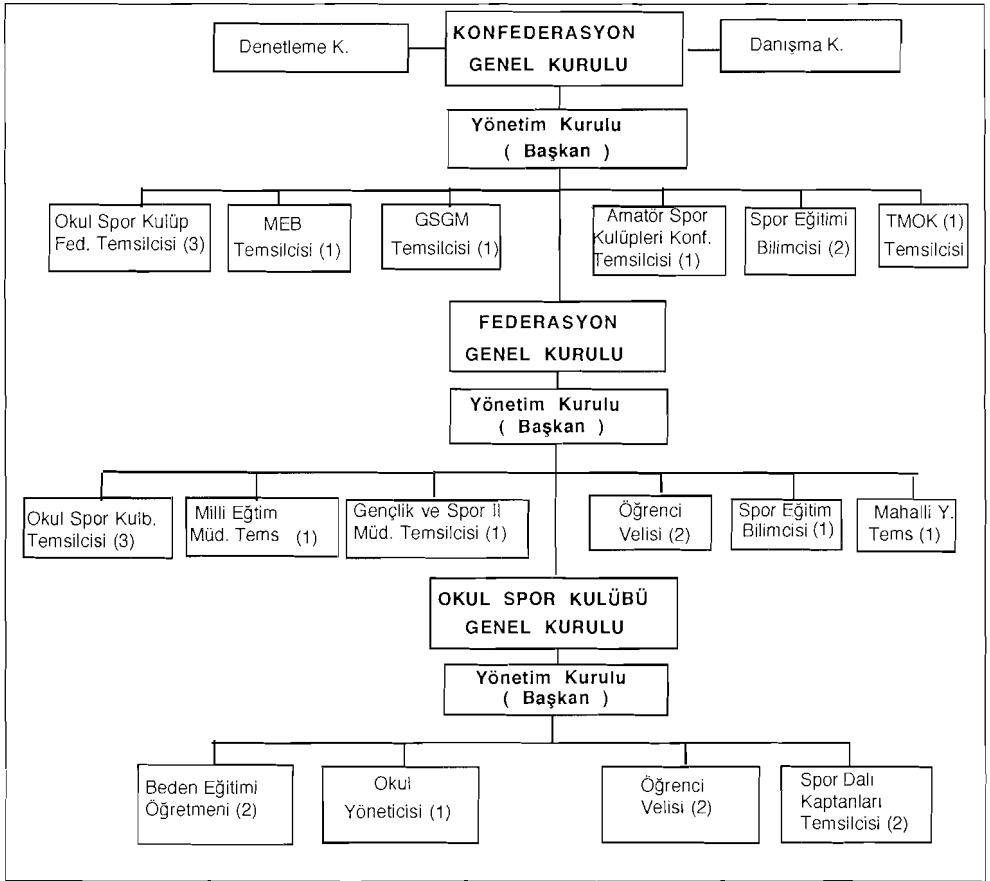 Denetleme K.
KONFEDERASYON
GENEL KURULU
Danışma K.
Yönetim Kurulu
( Başkan )
Okul Spor Kulüp
Fed. Temsilcisi (3)
MEB
Temsilcisi (1)
GSGM
Temsilcisi (1)
Amatör Spor
Kulüpleri Konf.
Temsilcisi (1)
Spor Eğitimi
Bilimcisi (2)
TMOK (1)
Temsilcisi
FEDERASYON
GENEL KURULU
Yönetim Kurulu
( Başkan )
Okul Spor Kulb.
Temsilcisi (3)
Milli Eğtim
Müd. Tems (1)
Gençlik ve Spor Il
Müd. Temsilcisi (1)
Öğrenci
Velisi (2)
Spor Eğitim
Bilimcisi (1)
Mahalli Y.
Tems (1)
OKUL SPOR KULÜBÜ
GENEL KURULU
Yönetim Kurulu
( Başkan )
Beden Eğitimi
Öğretmeni (2)
Okul
Yöneticisi (1)
Öğrenci
Velisi (2)
Spor Dalı
Kaptanları
Temsilcisi (2)